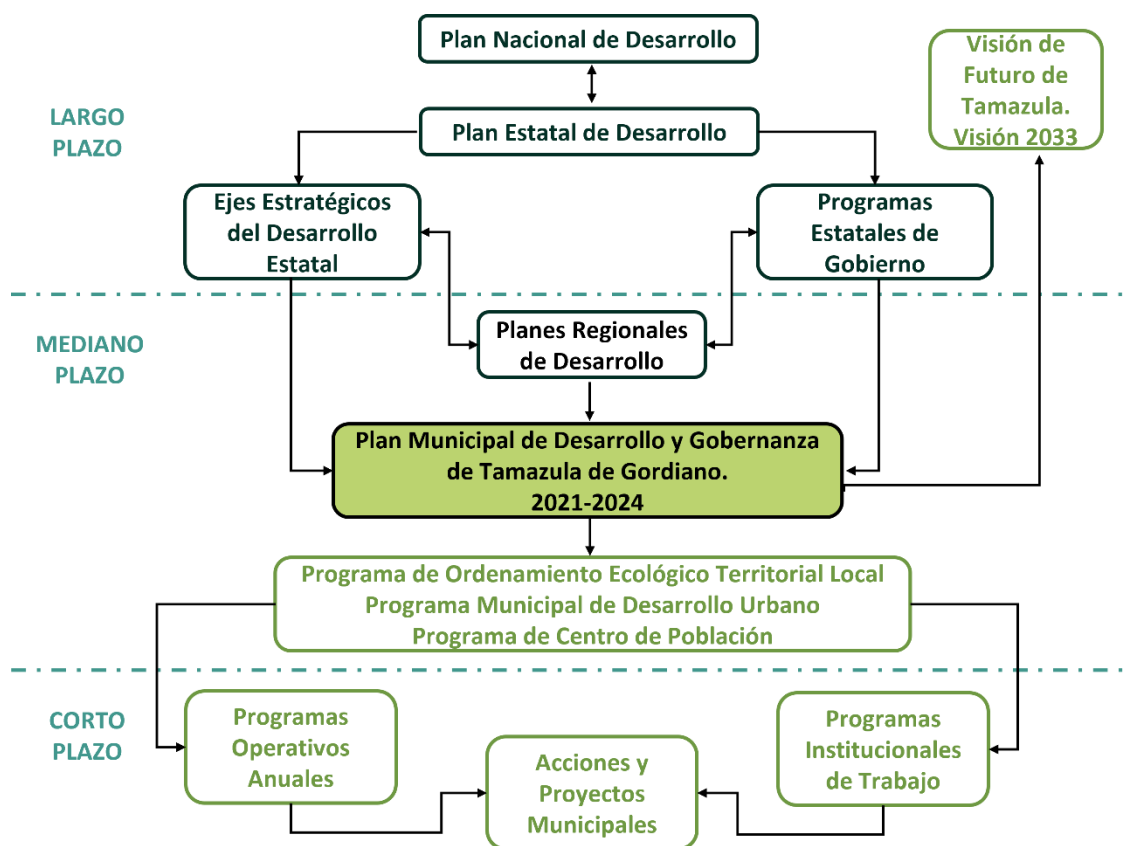 Plan Nacional de Desarrollo
Visión de
Futuro de
Tamazula.
Visión 2033
LARGO
PLAZO
Plan Estatal de Desarrollo
Ejes Estratégicos
del Desarrollo
Estatal
Programas
Estatales de
Gobierno
MEDIANO
PLAZO
Planes Regionales
de Desarrollo
Plan Municipal de Desarrollo y Gobernanza
de Tamazula de Gordiano.
2021-2024
Programa de Ordenamiento Ecológico Territorial Local
Programa Municipal de Desarrollo Urbano
Programa de Centro de Población
CORTO
PLAZO
Programas
Operativos
Anuales
Acciones y
Proyectos
Municipales
Programas
Institucionales
de Trabajo